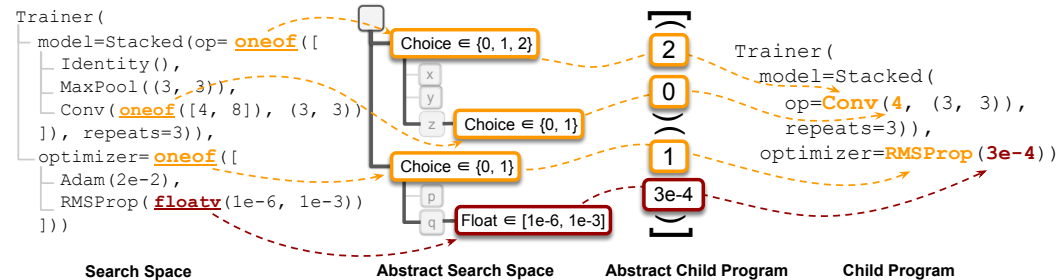 Trainer(
model=Stacked(op= oneof([
Identity(),
MaxPool((3, 3)),
Conv(oneof([4, 8]), (3, 3))
]), repeats=3)),
optimizer=oneof([
Adam(2e-2),
RMSProp(floatv(1e-6, 1e-3))
]))
Search Space
Choice ∈ {0, 1, 2}
x
y
z
Choice ∈ {0, 1}
Choice ∈ {0, 1}
p
q
Float ∈ [1e-6, 1e-3]
Abstract Search Space
[
2
(
0
)
1
(
3e-4
)
]
Abstract Child Program
Trainer(
model=Stacked(
op=Conv(4, (3, 3)),
repeats=3)),
optimizer=RMSProp(3e-4))
Child Program